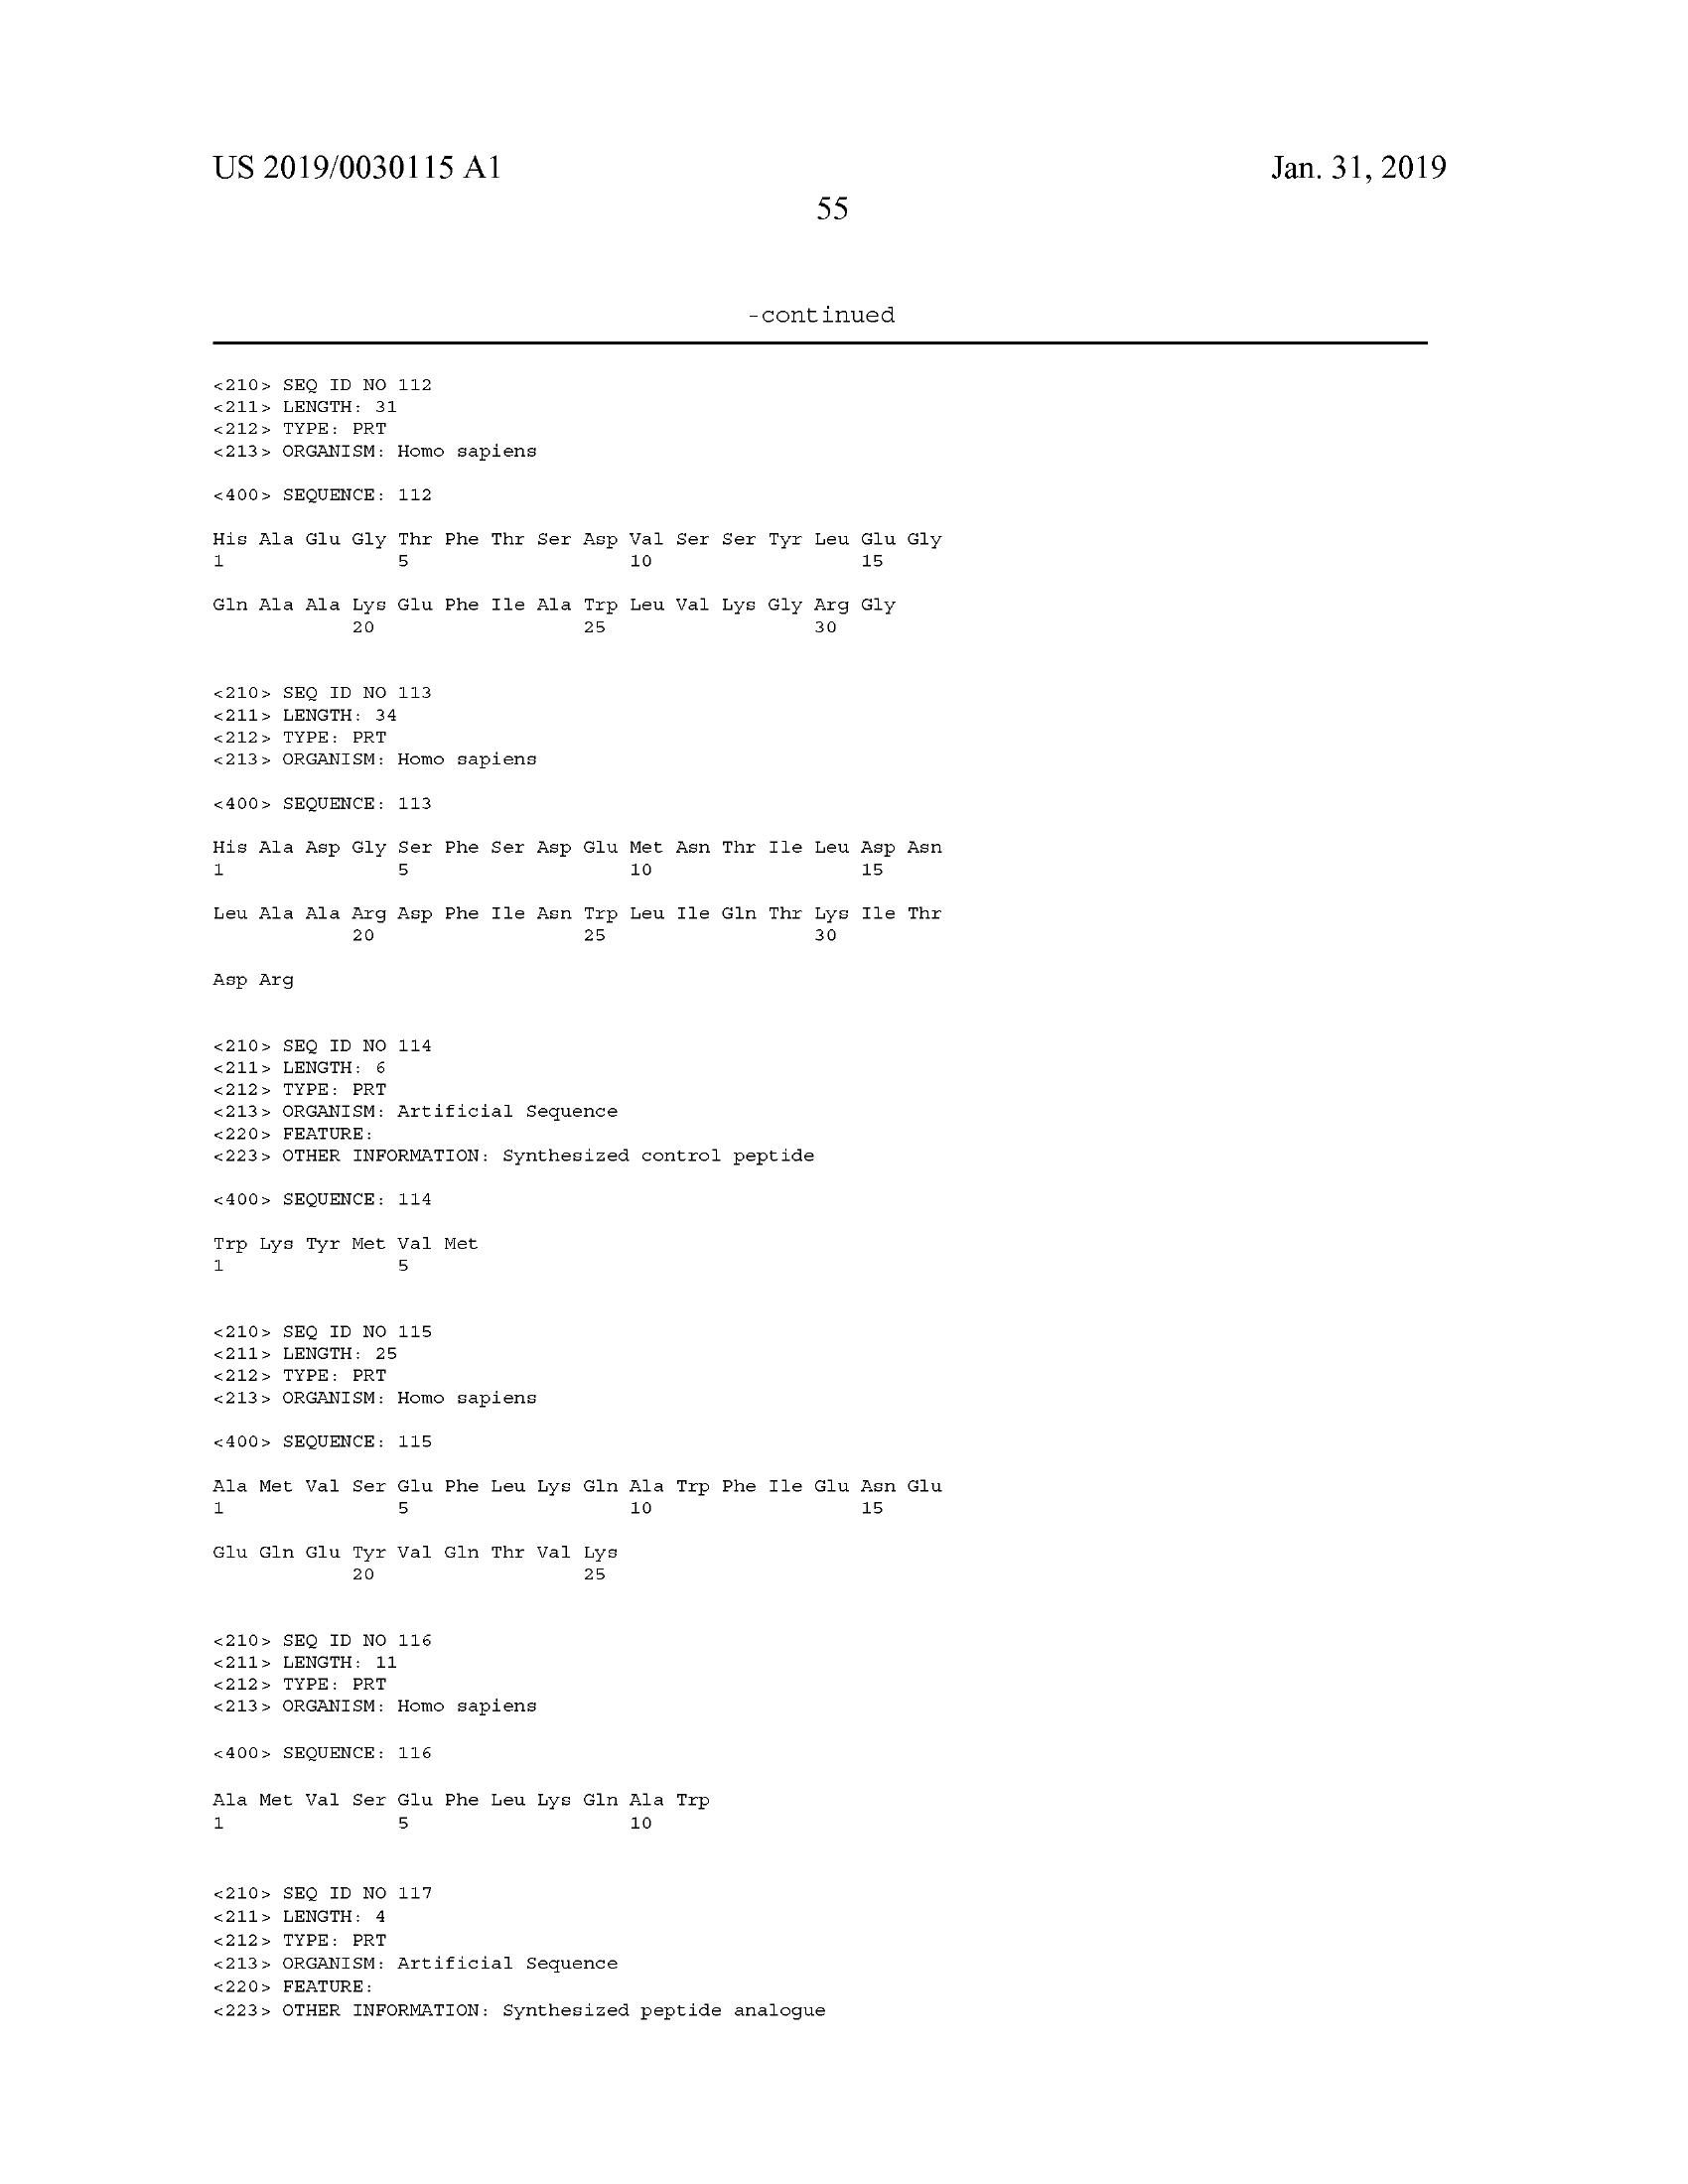 US 2019/0030115 A1
Jan. 31, 2019
55
-continued
<210> SEQ ID NO 112
<211> LENGTH: 31
<212> TYPE: PRT
<213> ORGANISM: Homo sapiens
<400> SEQUENCE: 112
His Ala Glu Gly Thr Phe Thr Ser Asp Val Ser Ser Tyr Leu Glu Gly
1 5 10 15
Gln Ala Ala Lys Glu Phe Ile Ala Trp Leu Val Lys Gly Arg Gly
20 25 30
<210> SEQ ID NO 113
<211> LENGTH: 34
<212> TYPE: PRT
<213> ORGANISM: Homo sapiens
<400> SEQUENCE: 113
His Ala Asp Gly Ser Phe Ser Asp Glu Met Asn Thr Ile Leu Asp Asn
1 5 10 15
Leu Ala Ala Arg Asp Phe Ile Asn Trp Leu Ile Gln Thr Lys Ile Thr
20 25 30
Asp Arg
<210> SEQ ID NO 114
<211> LENGTH: 6
<212> TYPE: PRT
<213> ORGANISM: Artificial Sequence
<220> FEATURE:
<223> OTHER INFORMATION: Synthesized control peptide
<400> SEQUENCE: 114
Trp Lys Tyr Met Val Met
1 5
<210> SEQ ID NO 115
<211> LENGTH: 25
<212> TYPE: PRT
<213> ORGANISM: Homo sapiens
<400> SEQUENCE: 115
Ala Met Val Ser Glu Phe Leu Lys Gln Ala Trp Phe Ile Glu Asn Glu
1 5 10 15
Glu Gln Glu Tyr Val Gln Thr Val Lys
20 25
<210> SEQ ID NO 116
<211> LENGTH: 11
<212> TYPE: PRT
<213> ORGANISM: Homo sapiens
<400> SEQUENCE: 116
Ala Met Val Ser Glu Phe Leu Lys Gln Ala Trp
1 5 10
<210> SEQ ID NO 117
<211> LENGTH: 4
<212> TYPE: PRT
<213> ORGANISM: Artificial Sequence
<220> FEATURE:
<223> OTHER INFORMATION: Synthesized peptide analogue